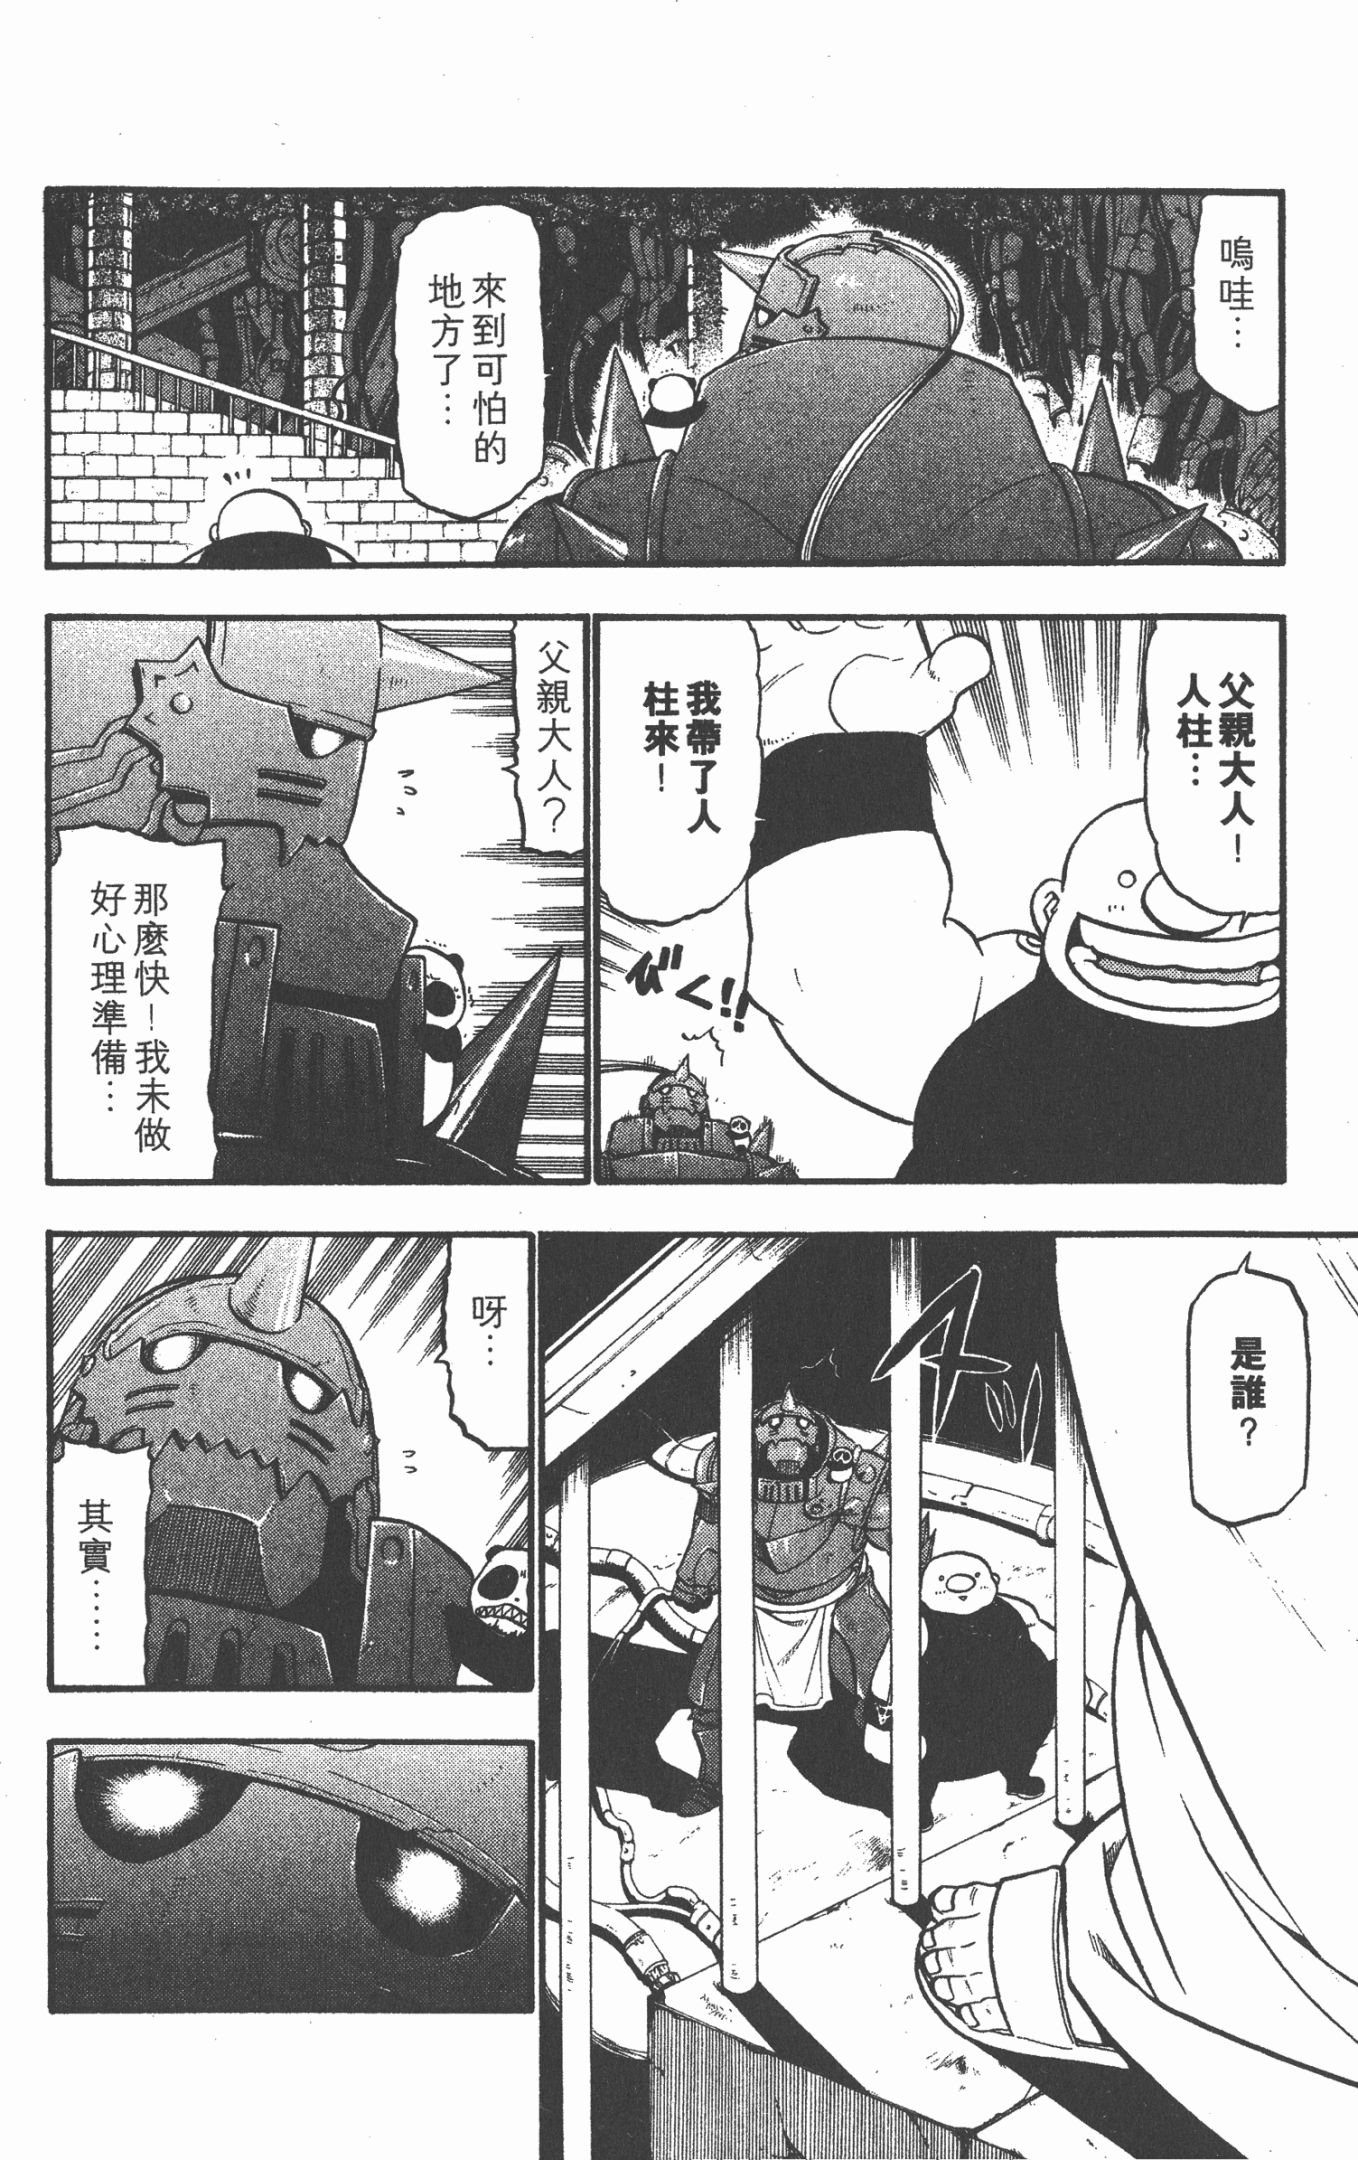 嗚哇…
來到可怕的
地方了…
父親大人！
人柱…
我帶了人
柱來！
びくっ!!
父親大人？
那麼快！我未做
好心理準備…
是誰？
呀…
其實……